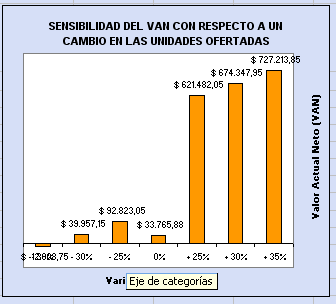 SENSIBILIDAD DEL VAN CON RESPECTO A UN
CAMBIO EN LAS UNIDADES OFERTADAS
$ 727.213,85
$ 674.347,95
$ 621.482,05
$ 92.823,05
$ 39.957,15
$ 33.765,88
- 30%
- 25%
0%
+ 25%
+ 30%
+ 35%
Vari
Eje de categorías
Valor Actual Neto (VAN)